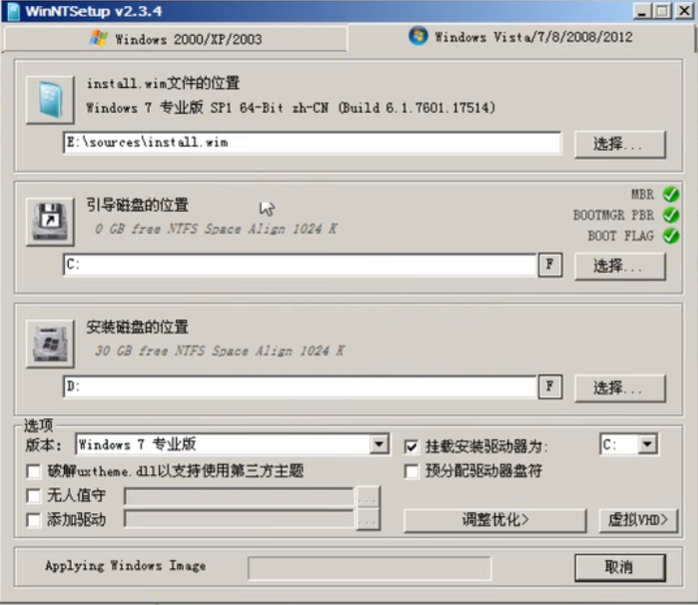 WinNTSetup v2.3.4
Windows 2000/XP/2003
Windows Vista/7/8/2008/2012
install.wim文件的位置
Windows 7 专业版 SP1 64-Bit zh-CN (Build 6.1.7601.17514)
E:\sources\install.wim
选择...
引导磁盘的位置
0 GB free NTFS Space Align 1024 K
MBR
BOOTMGR PBR
BOOT FLAG
C:
F
选择...
安装磁盘的位置
30 GB free NTFS Space Align 1024 K
D:
F
选择...
选项
版本: Windows 7 专业版
挂载安装驱动器为: C:
破解uxtheme.dll以支持使用第三方主题
预分配驱动器盘符
无人值守 ...
添加驱动 ...
调整优化>
虚拟VHD>
Applying Windows Image
取消